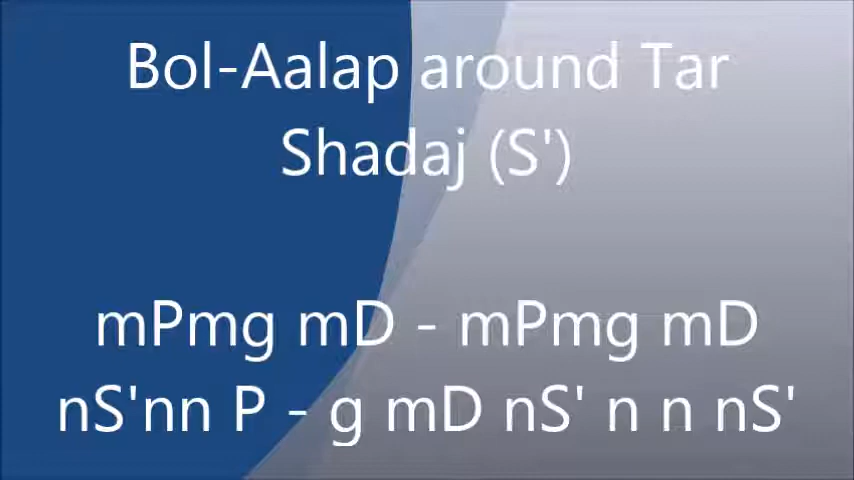 Bol-Aalap around Tar
Shadaj (S')
mPmg mD - mPmg mD
nS'nn P - g mD nS' n n nS'